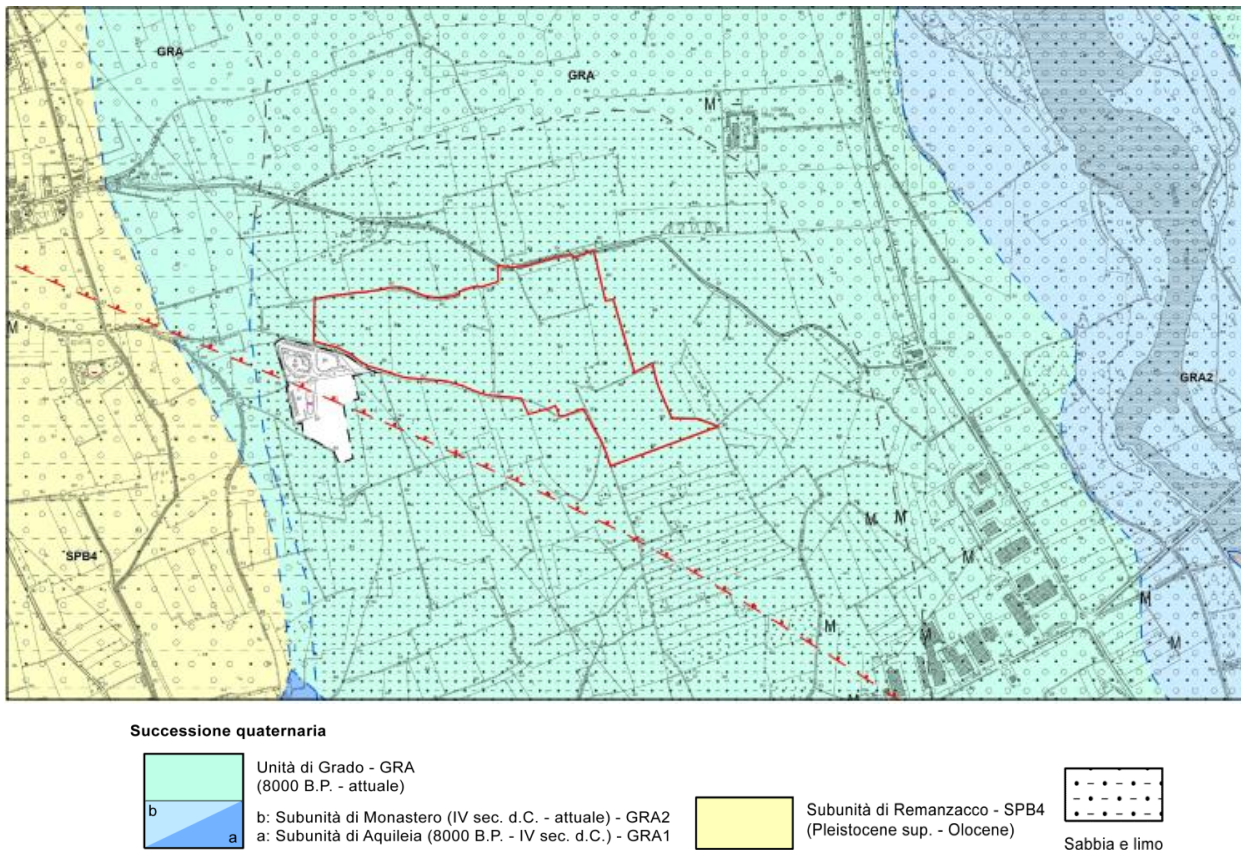 GRA
GRA
M
M
GRA2
SPB4
M
M
M
M
M
M
M
M
Successione quaternaria
Unità di Grado - GRA
(8000 B.P. - attuale)
b
a
b: Subunità di Monastero (IV sec. d.C. - attuale) - GRA2
a: Subunità di Aquileia (8000 B.P. - IV sec. d.C.) - GRA1
Subunità di Remanzacco - SPB4
(Pleistocene sup. - Olocene)
Sabbia e limo